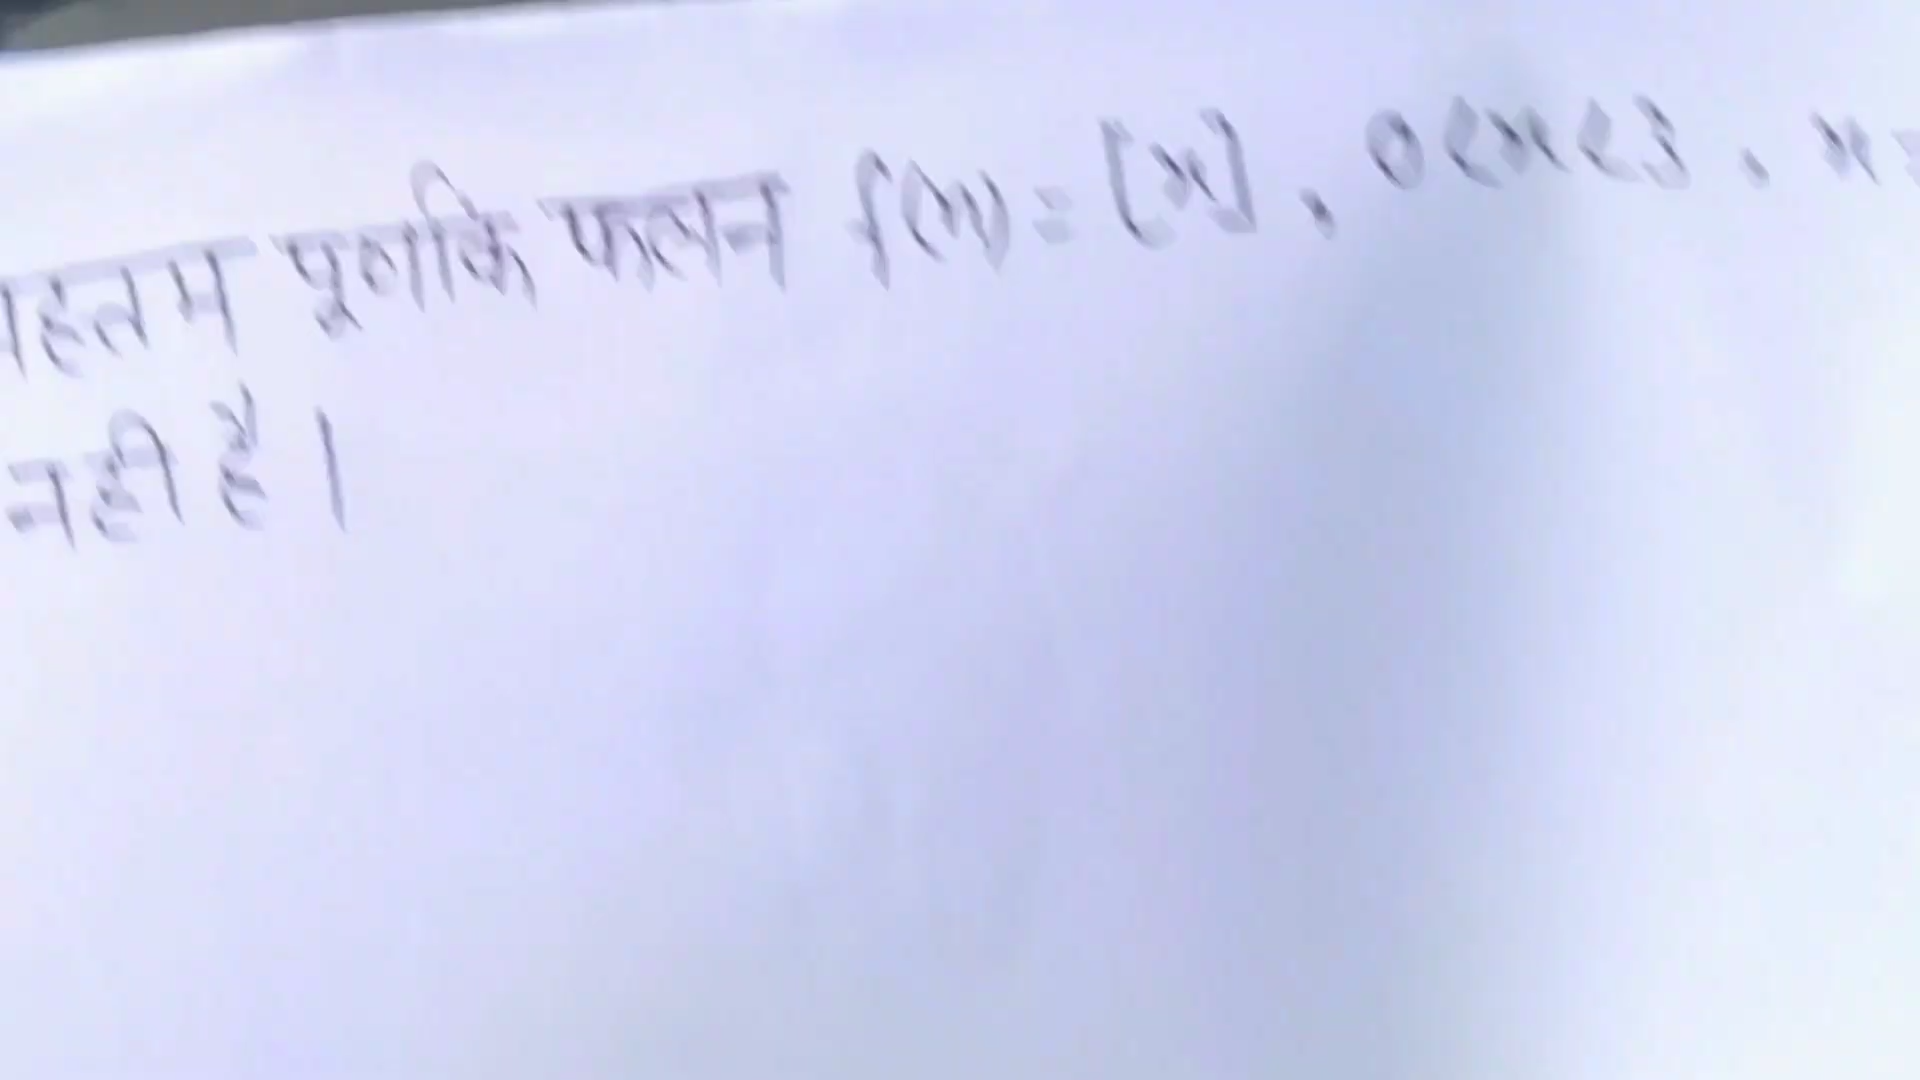 महत्तम पूर्णांक फलन f(x) = [x], 0<x<3, x=
नहीं है।